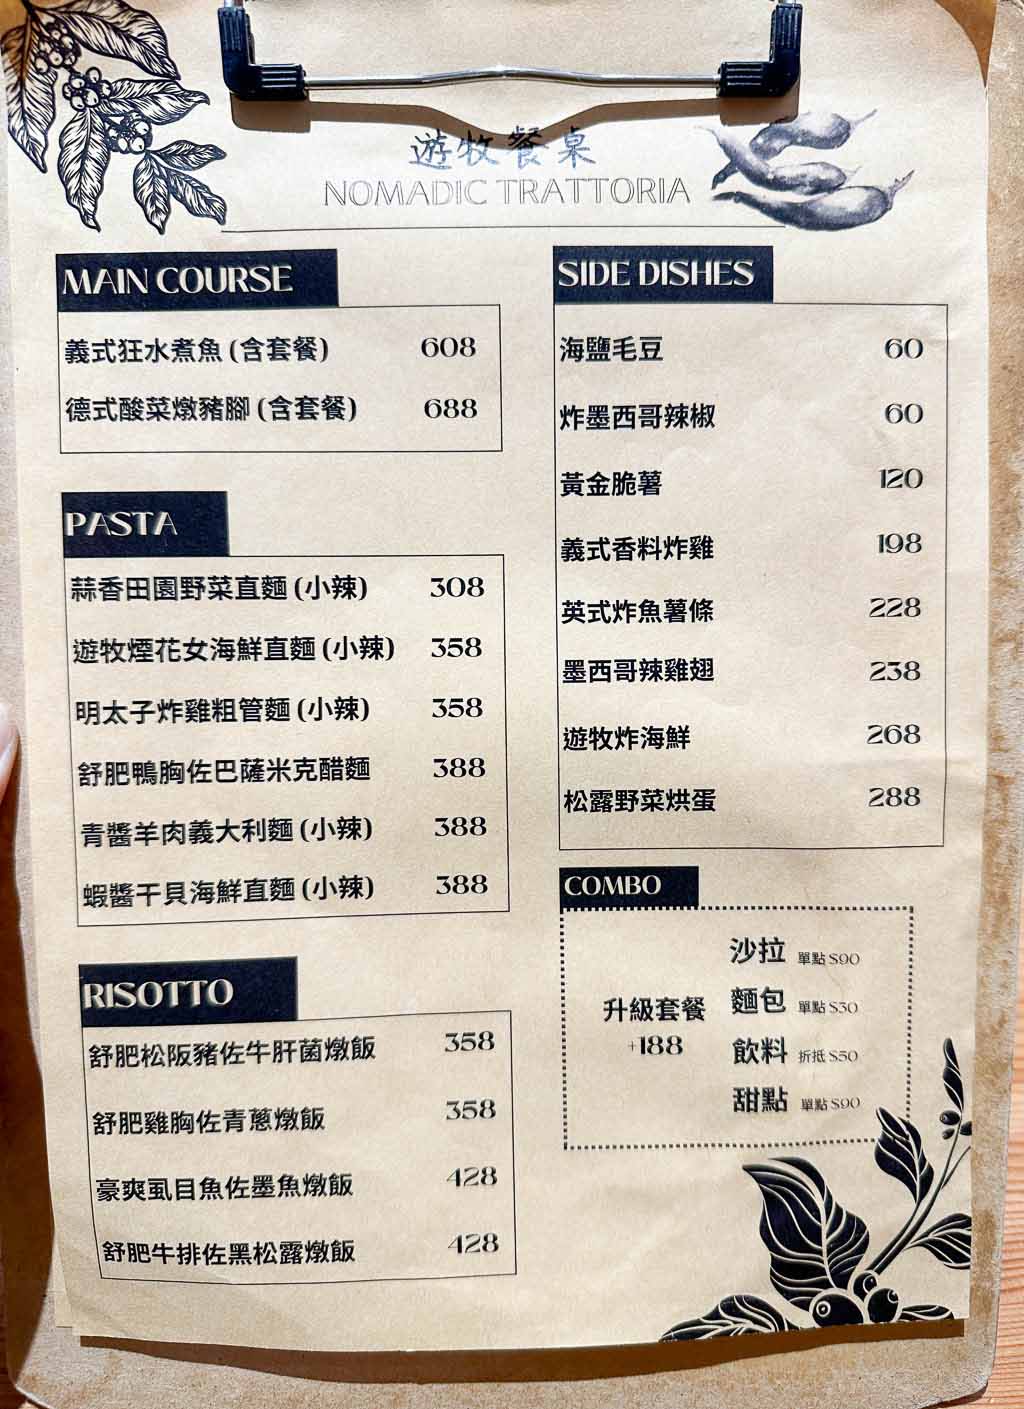 遊牧餐桌
NOMADIC TRATTORIA
MAIN COURSE
義式狂水煮魚 (含套餐) 608
德式酸菜燉豬腳 (含套餐) 688
PASTA
蒜香田園野菜直麵 (小辣) 308
遊牧煙花女海鮮直麵 (小辣) 358
明太子炸雞粗管麵 (小辣) 358
舒肥鴨胸佐巴薩米克醋麵 388
青醬羊肉義大利麵 (小辣) 388
蝦醬干貝海鮮直麵 (小辣) 388
RISOTTO
舒肥松阪豬佐牛肝菌燉飯 358
舒肥雞胸佐青蔥燉飯 358
豪爽虱目魚佐墨魚燉飯 428
舒肥牛排佐黑松露燉飯 428
SIDE DISHES
海鹽毛豆 60
炸墨西哥辣椒 60
黃金脆薯 120
義式香料炸雞 198
英式炸魚薯條 228
墨西哥辣雞翅 238
遊牧炸海鮮 268
松露野菜烘蛋 288
COMBO
升級套餐
+188
沙拉 單點 $90
麵包 單點 $30
飲料 折抵 $50
甜點 單點 $90